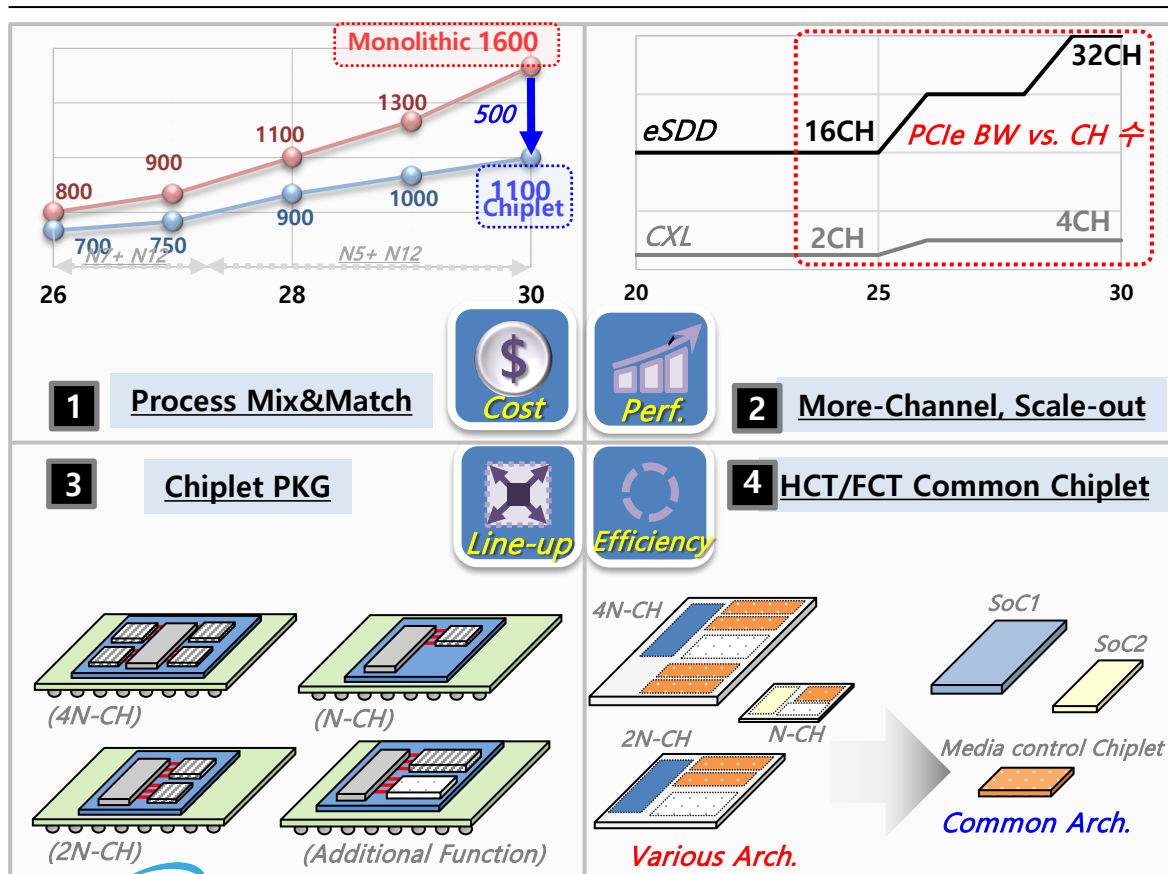 Monolithic 1600
1300
500
1100
900
800
1100
Chiplet
1000
900
700
750
N7+ N12
N5+ N12
26
28
30
32CH
eSDD
16CH
PCIe BW vs. CH 수
CXL
2CH
4CH
20
25
30
1
Process Mix&Match
$
Cost
Perf.
2
More-Channel, Scale-out
3
Chiplet PKG
Line-up
Efficiency
4
HCT/FCT Common Chiplet
(4N-CH)
(N-CH)
(2N-CH)
(Additional Function)
4N-CH
N-CH
2N-CH
Various Arch.
SoC1
SoC2
Media control Chiplet
Common Arch.